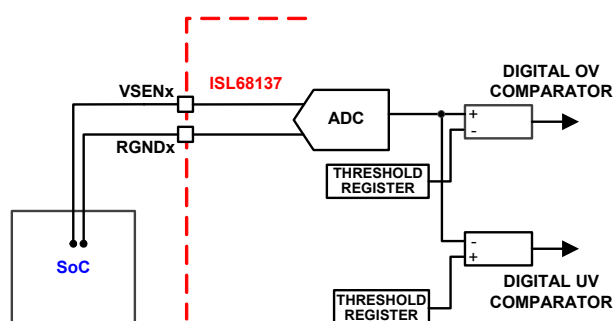 VSENx
ISL68137
RGNDx
ADC
DIGITAL OV
COMPARATOR
+
-
THRESHOLD
REGISTER
SoC
-
+
DIGITAL UV
COMPARATOR
THRESHOLD
REGISTER